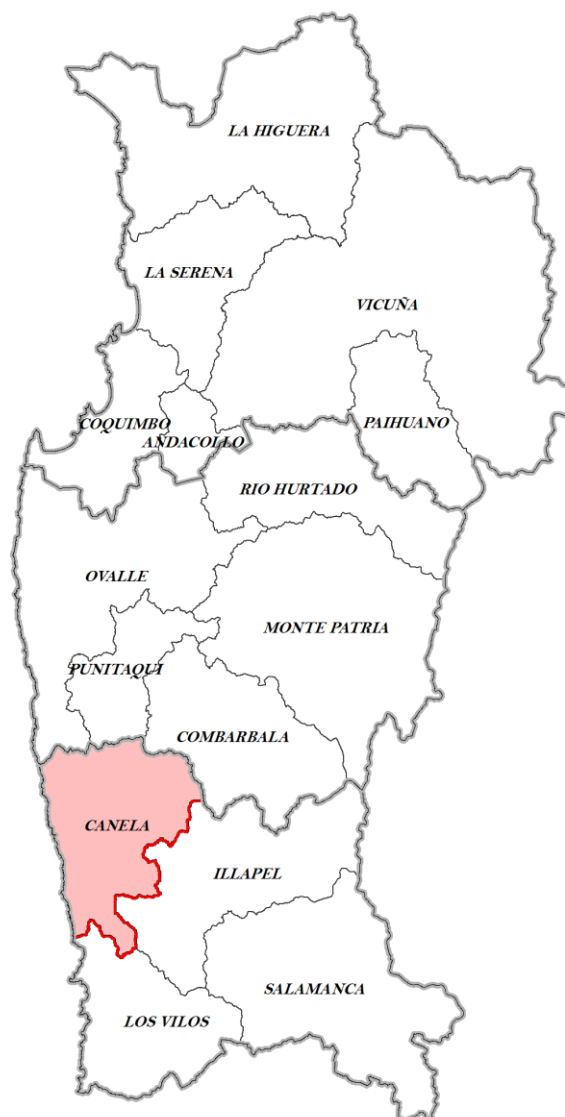 LA HIGUERA
LA SERENA
VICUÑA
COQUIMBO
ANDACOLLO
PAIHUANO
RIO HURTADO
OVALLE
MONTE PATRIA
PUNITAQUI
COMBARBALA
CANELA
ILLAPEL
SALAMANCA
LOS VILOS